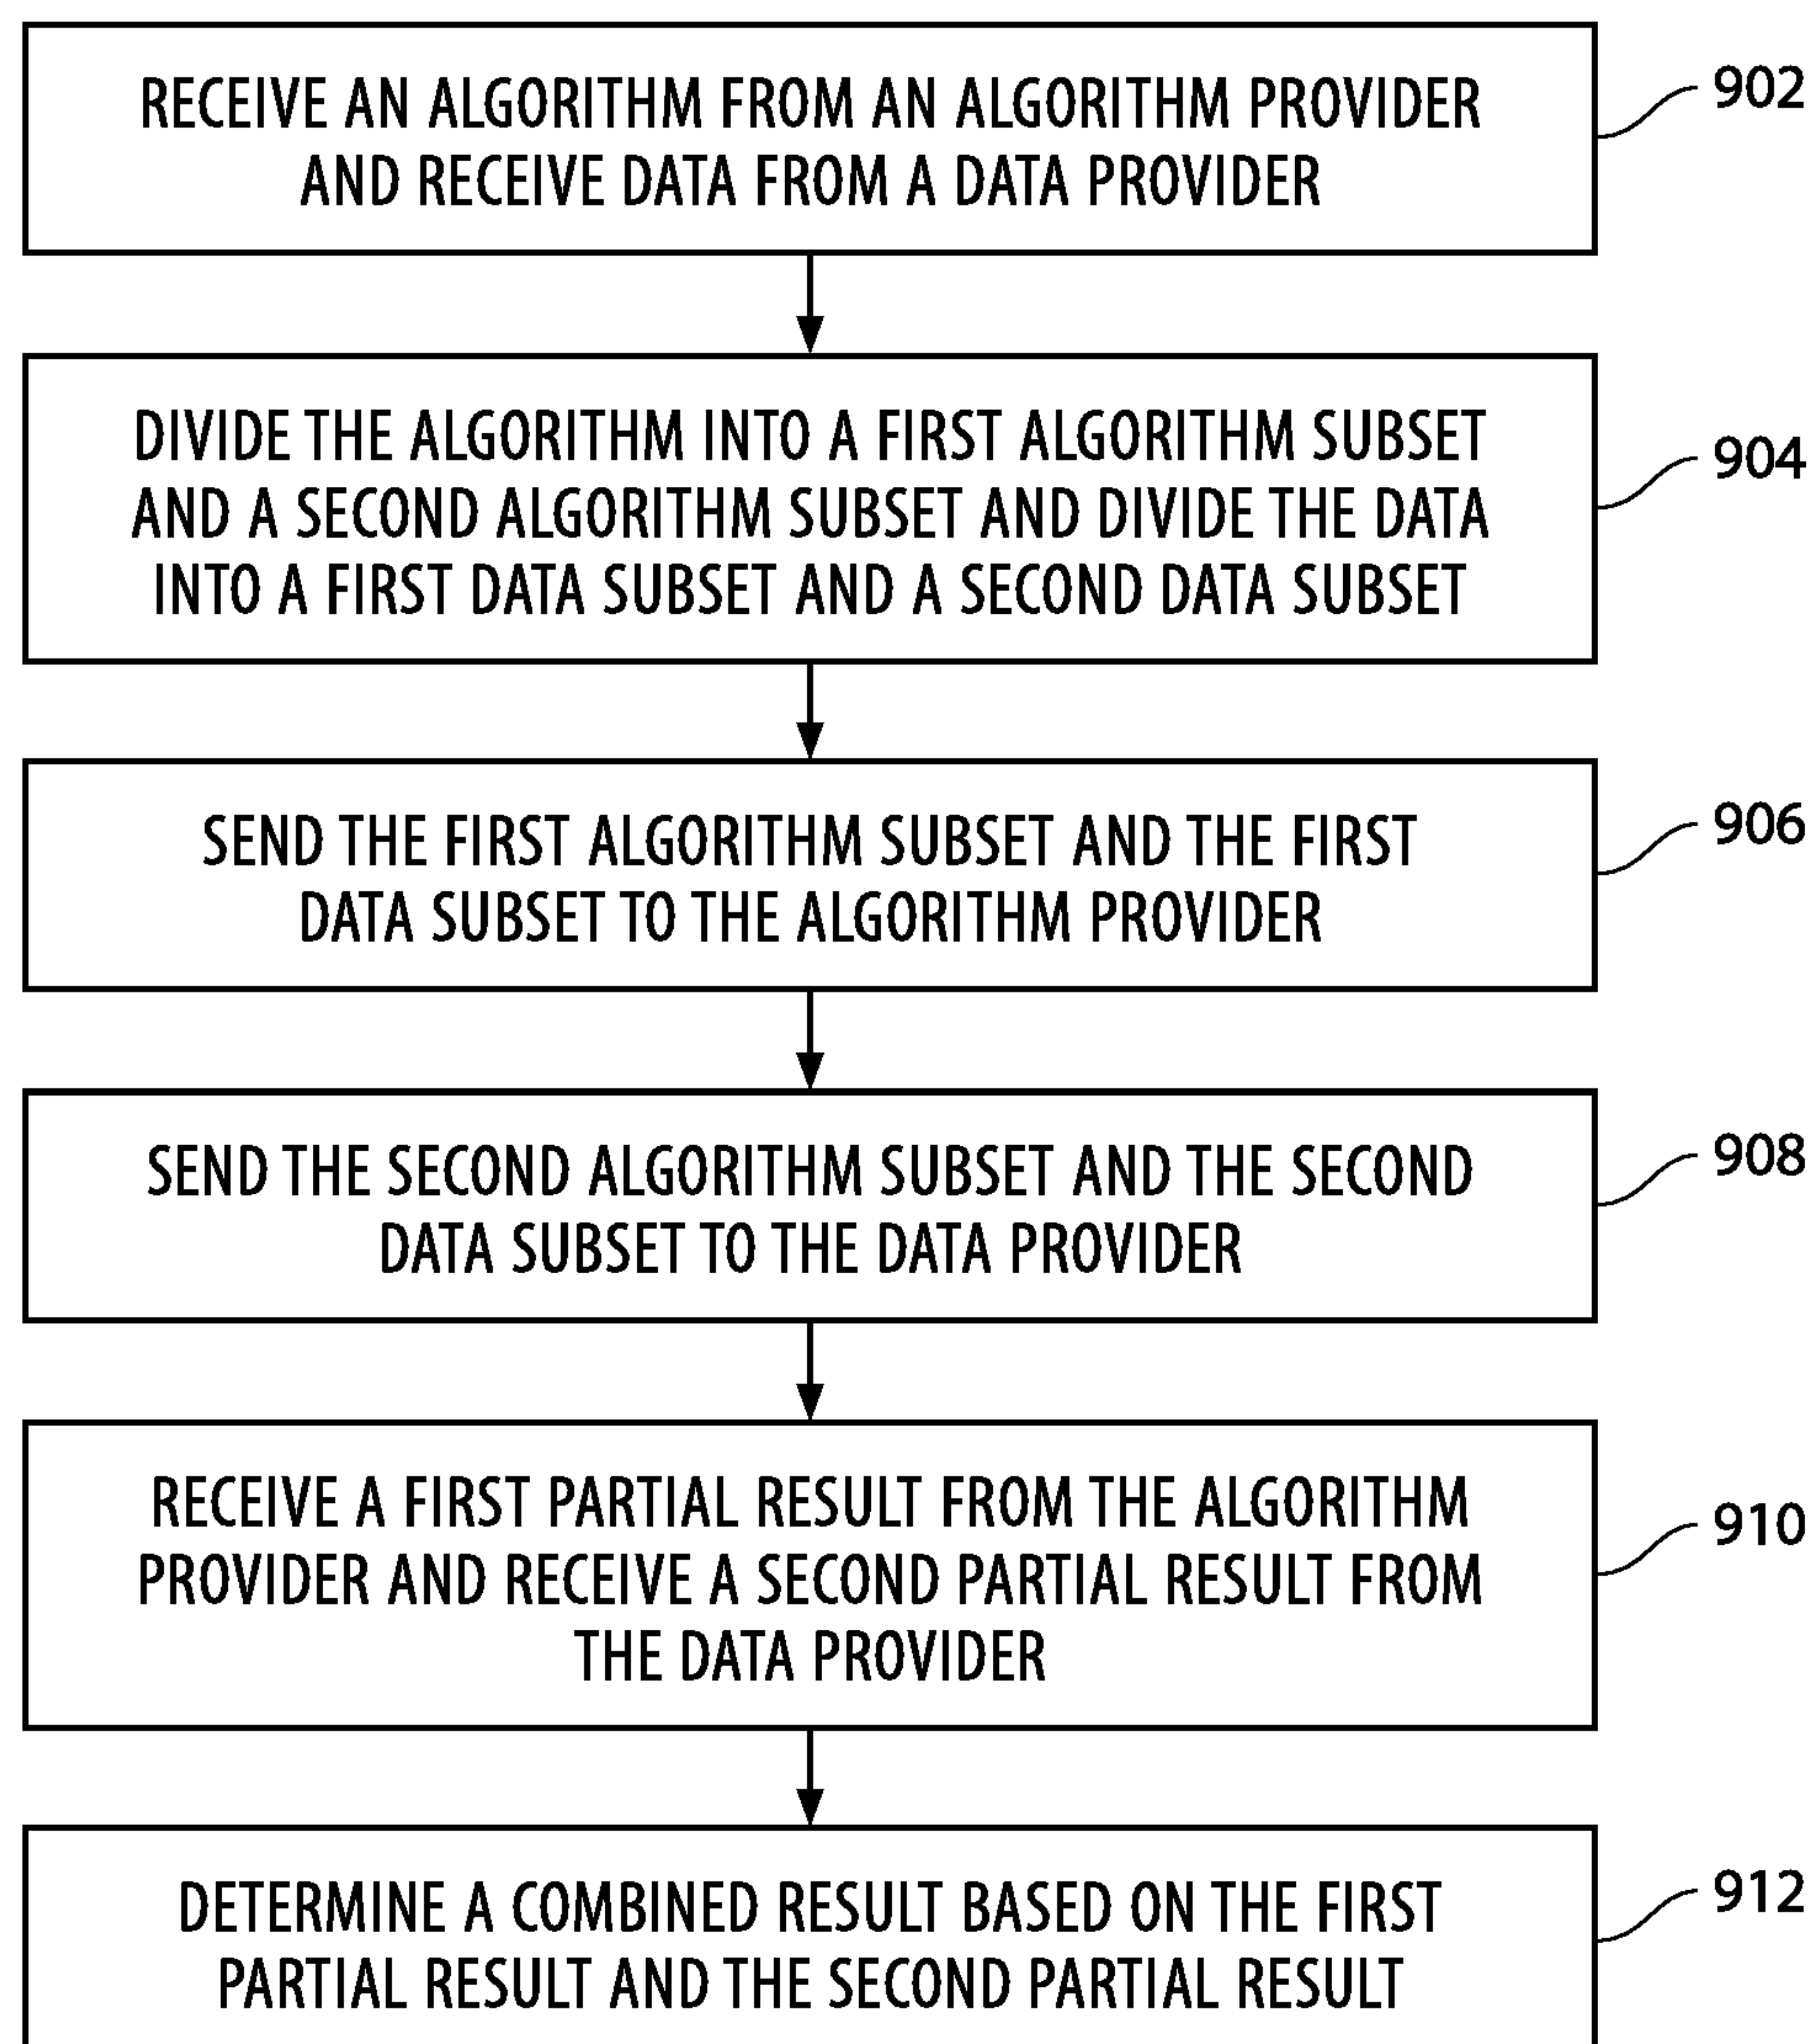 RECEIVE AN ALGORITHM FROM AN ALGORITHM PROVIDER
AND RECEIVE DATA FROM A DATA PROVIDER
902
DIVIDE THE ALGORITHM INTO A FIRST ALGORITHM SUBSET
AND A SECOND ALGORITHM SUBSET AND DIVIDE THE DATA
INTO A FIRST DATA SUBSET AND A SECOND DATA SUBSET
904
SEND THE FIRST ALGORITHM SUBSET AND THE FIRST
DATA SUBSET TO THE ALGORITHM PROVIDER
906
SEND THE SECOND ALGORITHM SUBSET AND THE SECOND
DATA SUBSET TO THE DATA PROVIDER
908
RECEIVE A FIRST PARTIAL RESULT FROM THE ALGORITHM
PROVIDER AND RECEIVE A SECOND PARTIAL RESULT FROM
THE DATA PROVIDER
910
DETERMINE A COMBINED RESULT BASED ON THE FIRST
PARTIAL RESULT AND THE SECOND PARTIAL RESULT
912